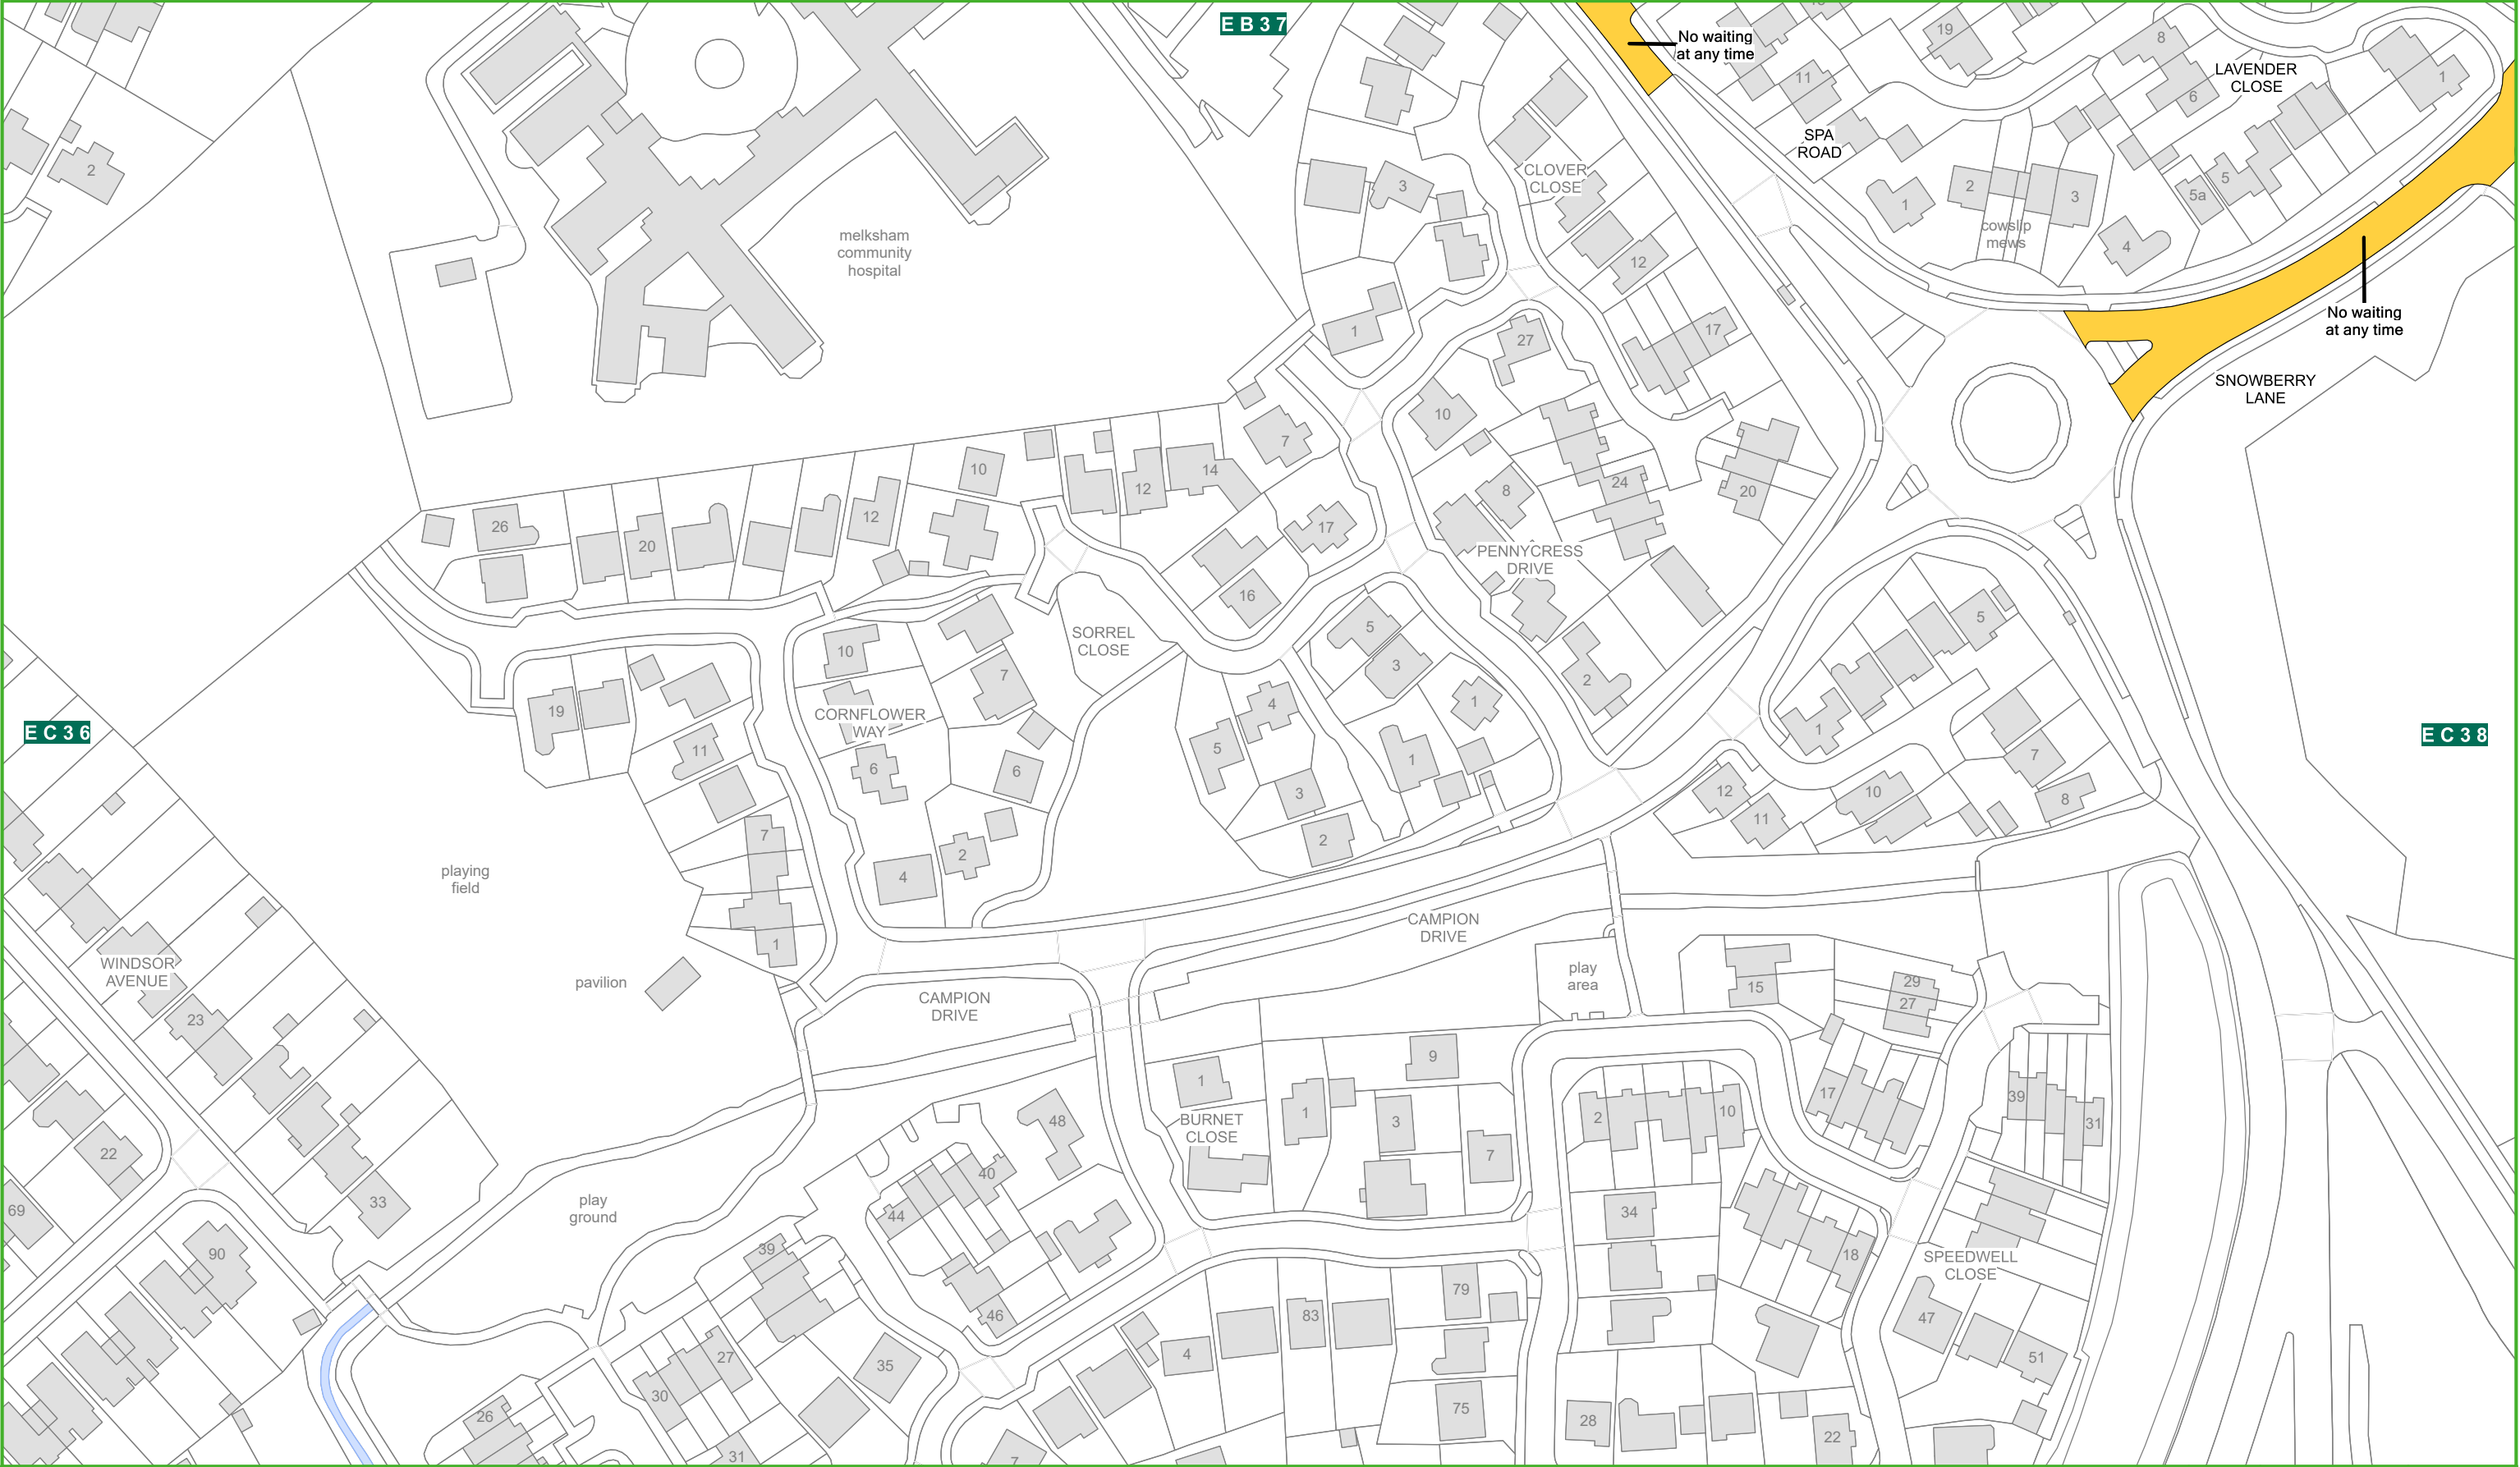 E B 3 7
No waiting
at any time
19
8
LAVENDER
CLOSE
1
11
6
SPA
ROAD
2
CLOVER
CLOSE
3
5
5a
1
2
3
cowslip
mews
4
melksham
community
hospital
12
1
17
27
No waiting
at any time
SNOWBERRY
LANE
10
7
10
14
12
8
24
20
26
12
20
17
PENNYCRESS
DRIVE
16
5
5
SORREL
CLOSE
10
3
7
2
19
CORNFLOWER
WAY
4
1
1
E C 3 6
E C 3 8
11
5
1
7
6
6
3
12
10
8
7
11
2
2
4
playing
field
CAMPION
DRIVE
1
WINDSOR
AVENUE
pavilion
play
area
15
29
27
CAMPION
DRIVE
23
9
1
1
BURNET
CLOSE
3
2
10
17
39
31
48
22
7
40
33
69
play
ground
44
34
90
39
18
SPEEDWELL
CLOSE
46
79
83
47
4
27
35
51
30
75
26
28
22
31
7